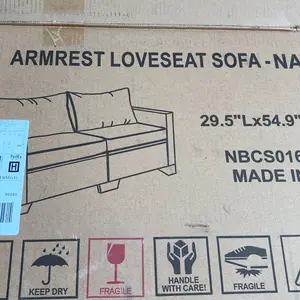 ARMREST LOVESEAT SOFA - NA
29.5"Lx54.9"
NBCS016
MADE IN
KEEP DRY
FRAGILE
HANDLE
WITH CARE!
FRAGILE